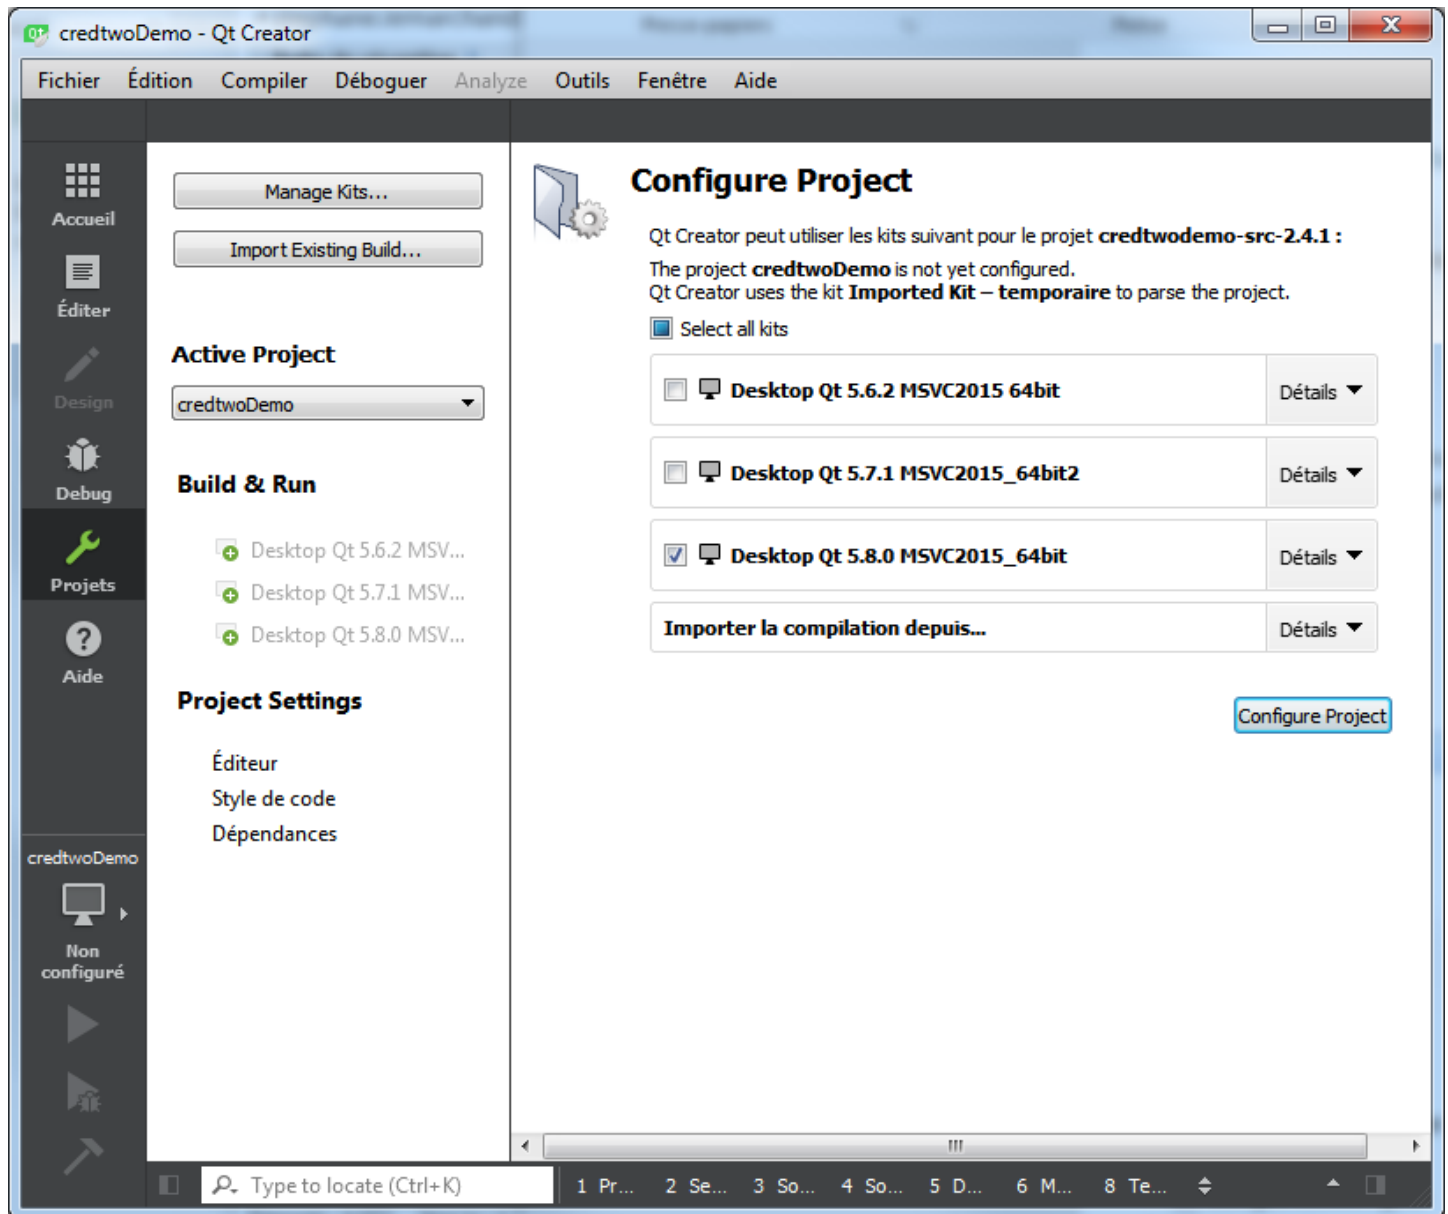 credtwoDemo - Qt Creator
Fichier Édition Compiler Déboguer Analyze Outils Fenêtre Aide
Accueil
Éditer
Design
Debug
Projets
Aide
credtwoDemo
Non
configuré
Manage Kits...
Import Existing Build...
Active Project
credtwoDemo
Build & Run
Desktop Qt 5.6.2 MSV...
Desktop Qt 5.7.1 MSV...
Desktop Qt 5.8.0 MSV...
Project Settings
Éditeur
Style de code
Dépendances
Configure Project
Qt Creator peut utiliser les kits suivant pour le projet credtwodemo-src-2.4.1 :
The project credtwoDemo is not yet configured.
Qt Creator uses the kit Imported Kit – temporaire to parse the project.
Select all kits
Desktop Qt 5.6.2 MSVC2015 64bit Détails
Desktop Qt 5.7.1 MSVC2015_64bit2 Détails
Desktop Qt 5.8.0 MSVC2015_64bit Détails
Importer la compilation depuis... Détails
Configure Project
Type to locate (Ctrl+K) 1 Pr... 2 Se... 3 So... 4 So... 5 D... 6 M... 8 Te...